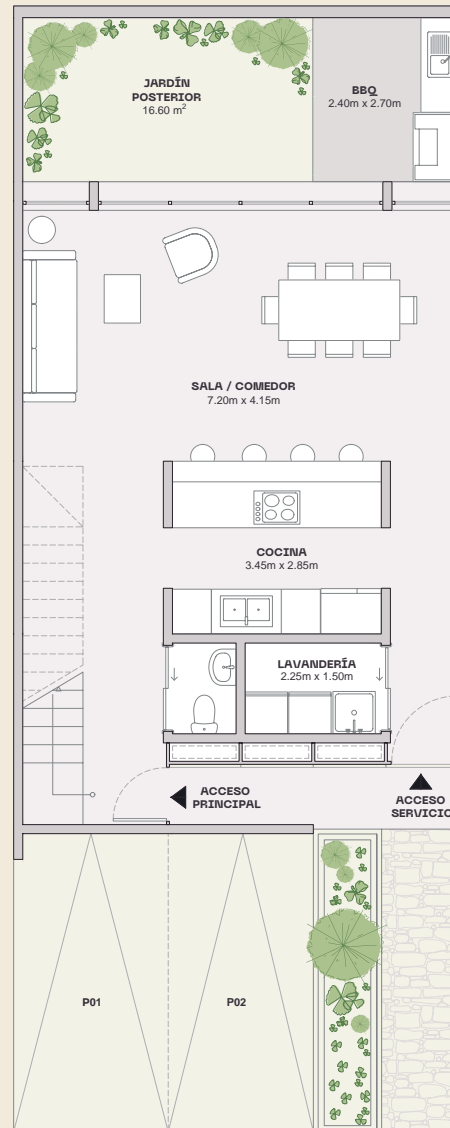 JARDÍN
POSTERIOR
16.60 m²
BBQ
2.40m x 2.70m
SALA / COMEDOR
7.20m x 4.15m
COCINA
3.45m x 2.85m
LAVANDERÍA
2.25m x 1.50m
ACCESO
PRINCIPAL
ACCESO
SERVICIO
P01
P02